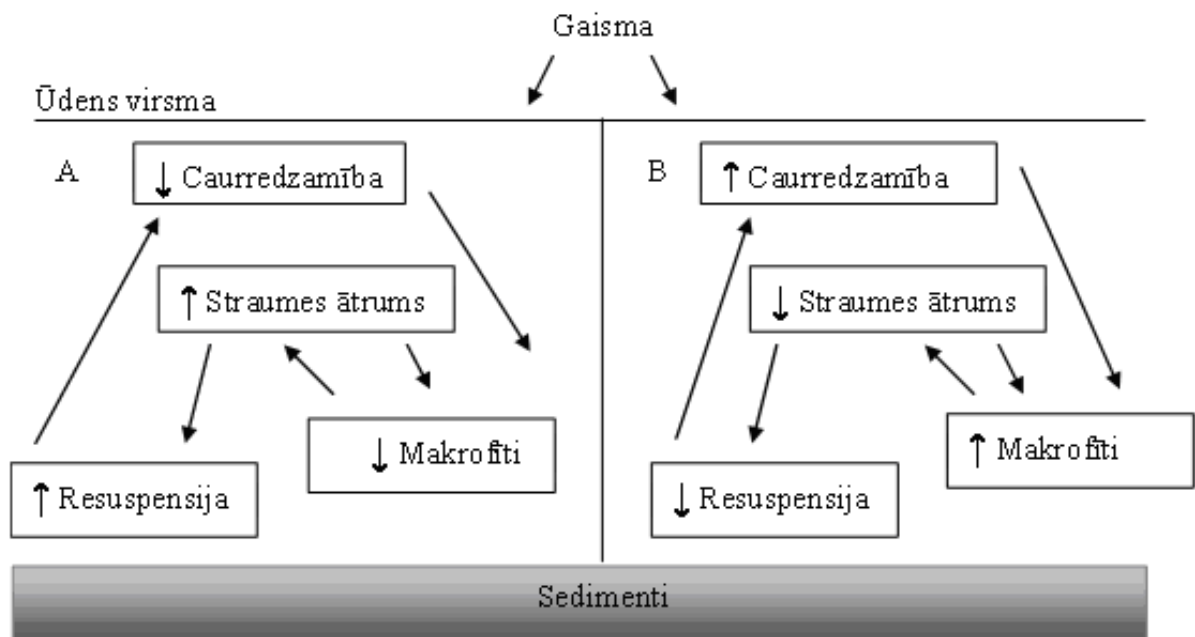 Gaisma
Ūdens virsma
A
↓ Caurredzamība
B
↑ Caurredzamība
↑ Straumes ātrums
↓ Straumes ātrums
↓ Makrofīti
↑ Makrofīti
↑ Resuspensija
↓ Resuspensija
Sedimenti